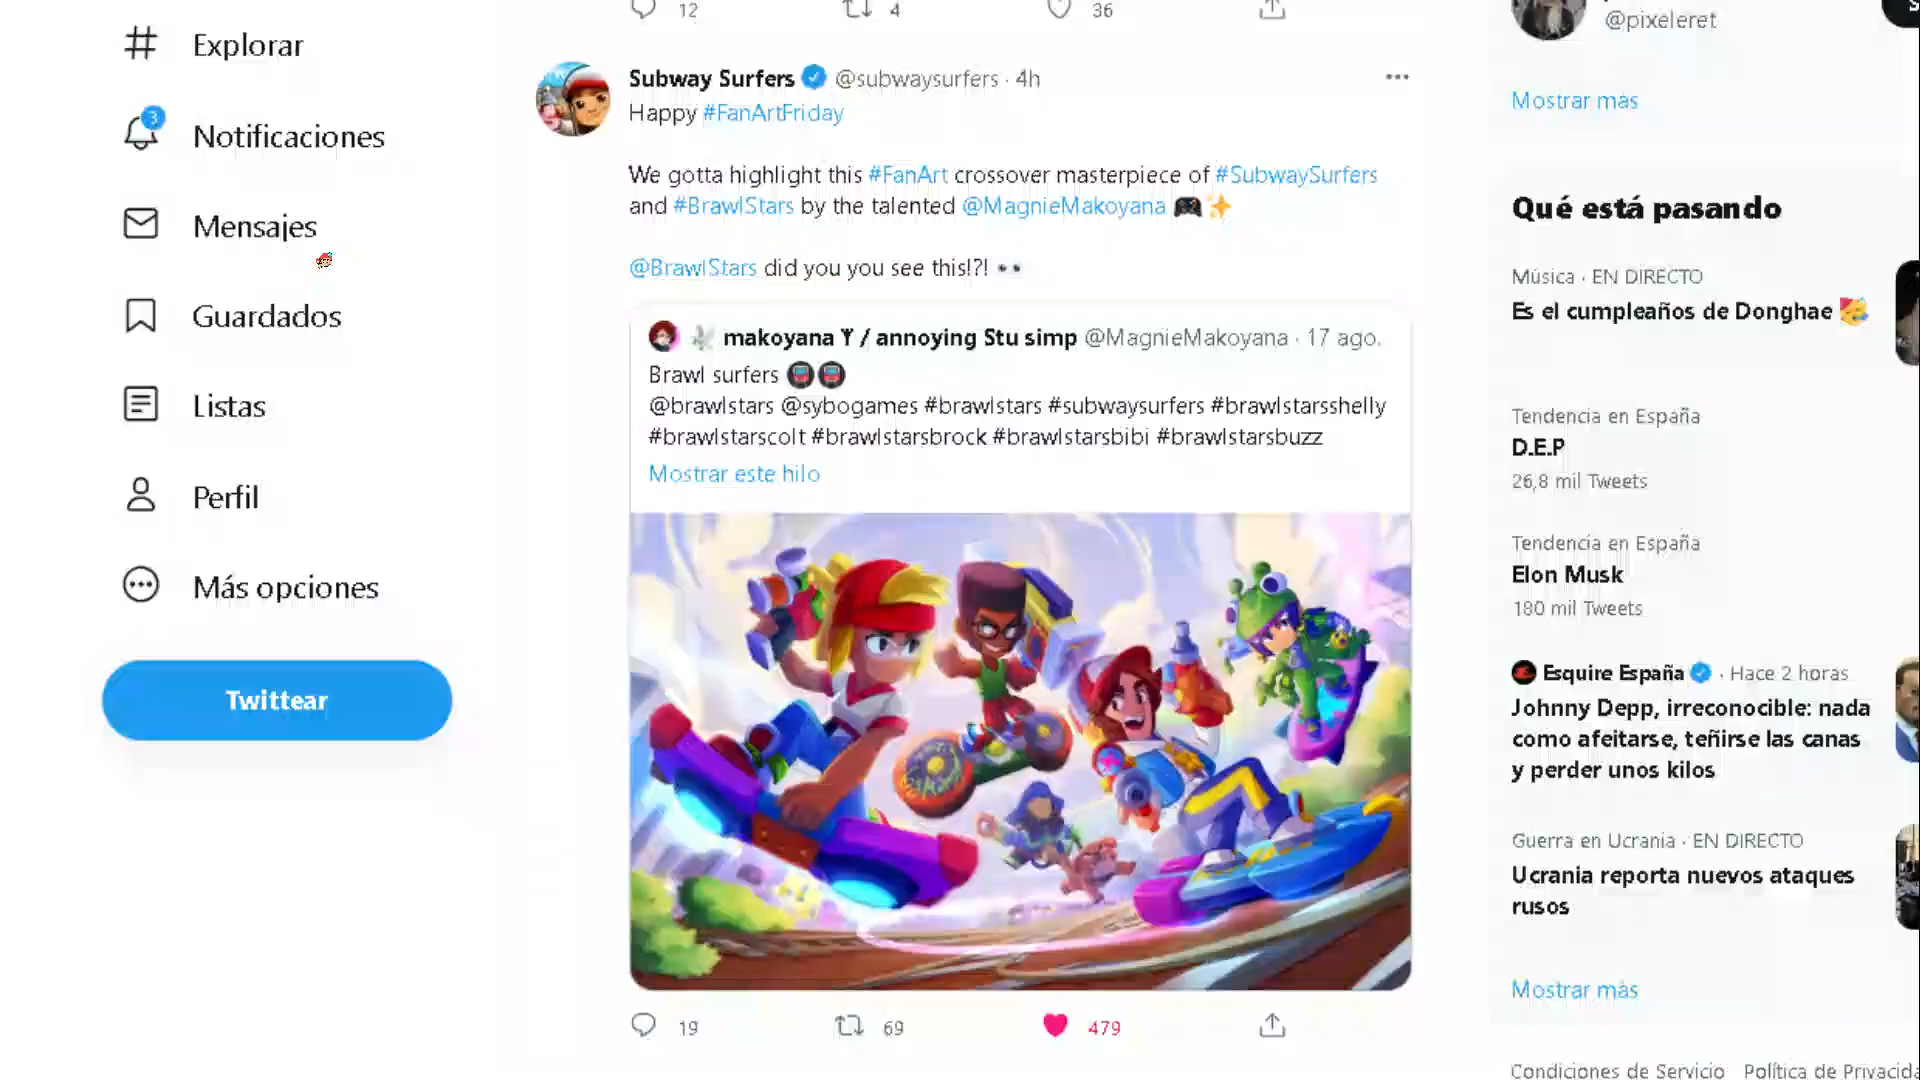 Explorar
Notificaciones
3
Mensajes
Guardados
Listas
Perfil
Más opciones
Twittear
12 4 36
Subway Surfers @subwaysurfers · 4h
Happy #FanArtFriday
We gotta highlight this #FanArt crossover masterpiece of #SubwaySurfers
and #BrawlStars by the talented @MagnieMakoyana 🎮✨
@BrawlStars did you you see this!?! 👀
makoyana / annoying Stu simp @MagnieMakoyana · 17 ago.
Brawl surfers 🚇🚇
@brawlstars @sybogames #brawlstars #subwaysurfers #brawlstarsshelly
#brawlstarscolt #brawlstarsbrock #brawlstarsbibi #brawlstarsbuzz
Mostrar este hilo
19 69 479
@pixeleret
Mostrar más
Qué está pasando
Música · EN DIRECTO
Es el cumpleaños de Donghae 🥳
Tendencia en España
D.E.P
26,8 mil Tweets
Tendencia en España
Elon Musk
180 mil Tweets
Esquire España · Hace 2 horas
Johnny Depp, irreconocible: nada
como afeitarse, teñirse las canas
y perder unos kilos
Guerra en Ucrania · EN DIRECTO
Ucrania reporta nuevos ataques
rusos
Mostrar más
Condiciones de Servicio Política de Privacida